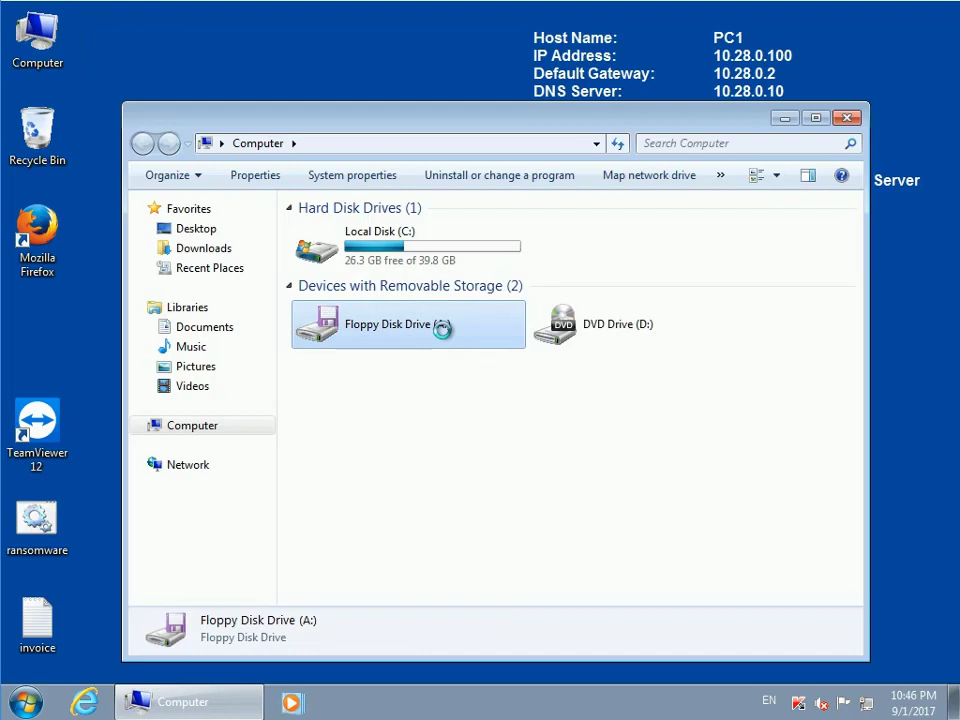 Computer
Host Name: PC1
IP Address: 10.28.0.100
Default Gateway: 10.28.0.2
DNS Server: 10.28.0.10
Server
Recycle Bin
Mozilla
Firefox
TeamViewer
12
ransomware
invoice
Computer
Search Computer
Organize
Properties
System properties
Uninstall or change a program
Map network drive
»
Favorites
Desktop
Downloads
Recent Places
Libraries
Documents
Music
Pictures
Videos
Computer
Network
Hard Disk Drives (1)
Local Disk (C:)
26.3 GB free of 39.8 GB
Devices with Removable Storage (2)
Floppy Disk Drive (A:)
DVD
DVD Drive (D:)
Floppy Disk Drive (A:)
Floppy Disk Drive
Computer
EN
10:46 PM
9/1/2017